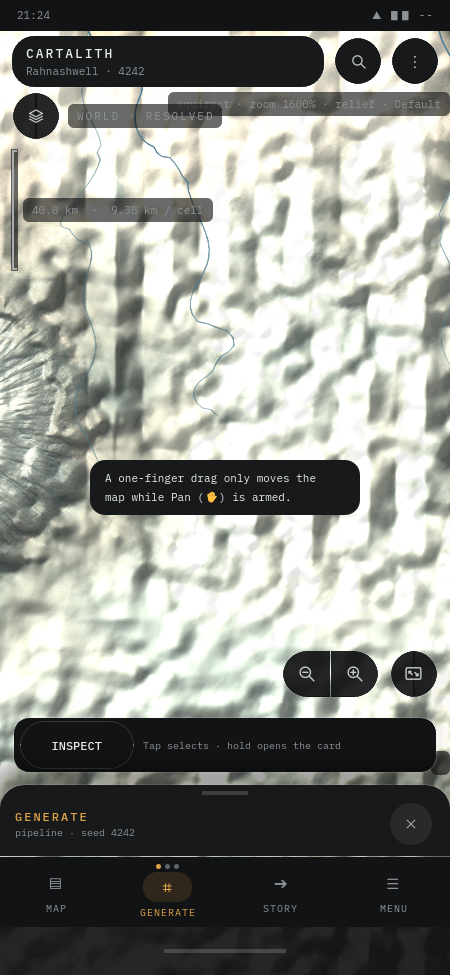 21:24
CARTALITH
Rahnashwell · 4242
equirect · zoom 1600% · relief · Default
WORLD · RESOLVED
40.0 km · 9.38 km / cell
A one-finger drag only moves the
map while Pan (✋) is armed.
INSPECT
Tap selects · hold opens the card
GENERATE
pipeline · seed 4242
MAP
GENERATE
STORY
MENU